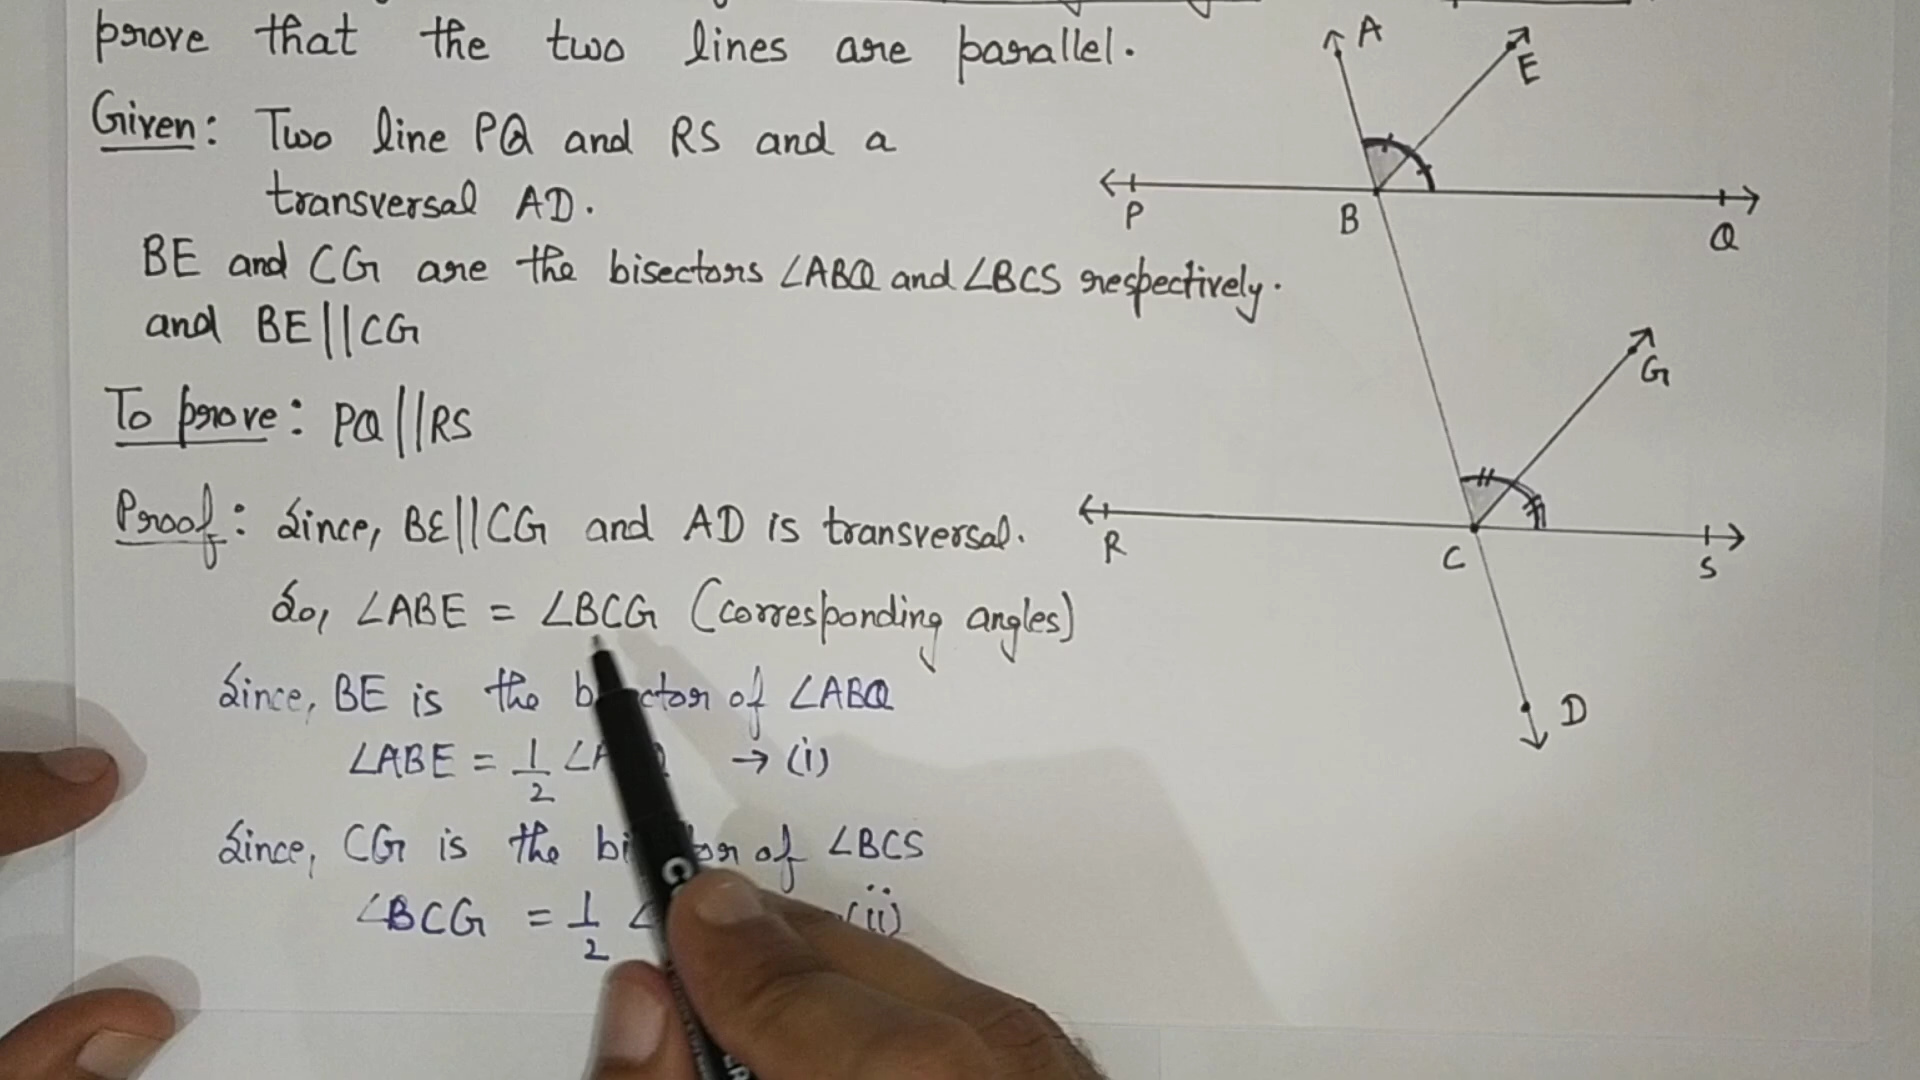 prove that the two lines are parallel.
Given: Two line PQ and RS and a
transversal AD.
BE and CG are the bisectors ∠ABQ and ∠BCS respectively.
and BE||CG
To prove: PQ||RS
Proof: Since, BE||CG and AD is transversal.
So, ∠ABE = ∠BCG (corresponding angles)
Since, BE is the of ∠ABQ
∠ABE = 1/2 → (i)
Since, CG is the of ∠BCS
∠BCG = 1/2 (ii)
A
E
P
B
Q
G
R
C
S
D